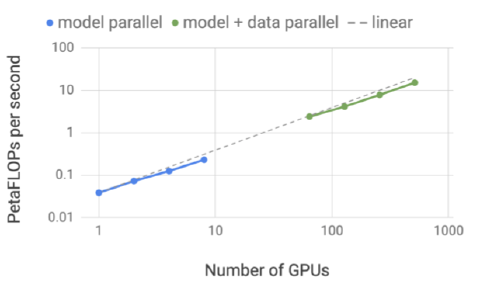 model parallel model + data parallel linear
100
10
1
0.1
0.01
1 10 100 1000
PetaFLOPs per second
Number of GPUs